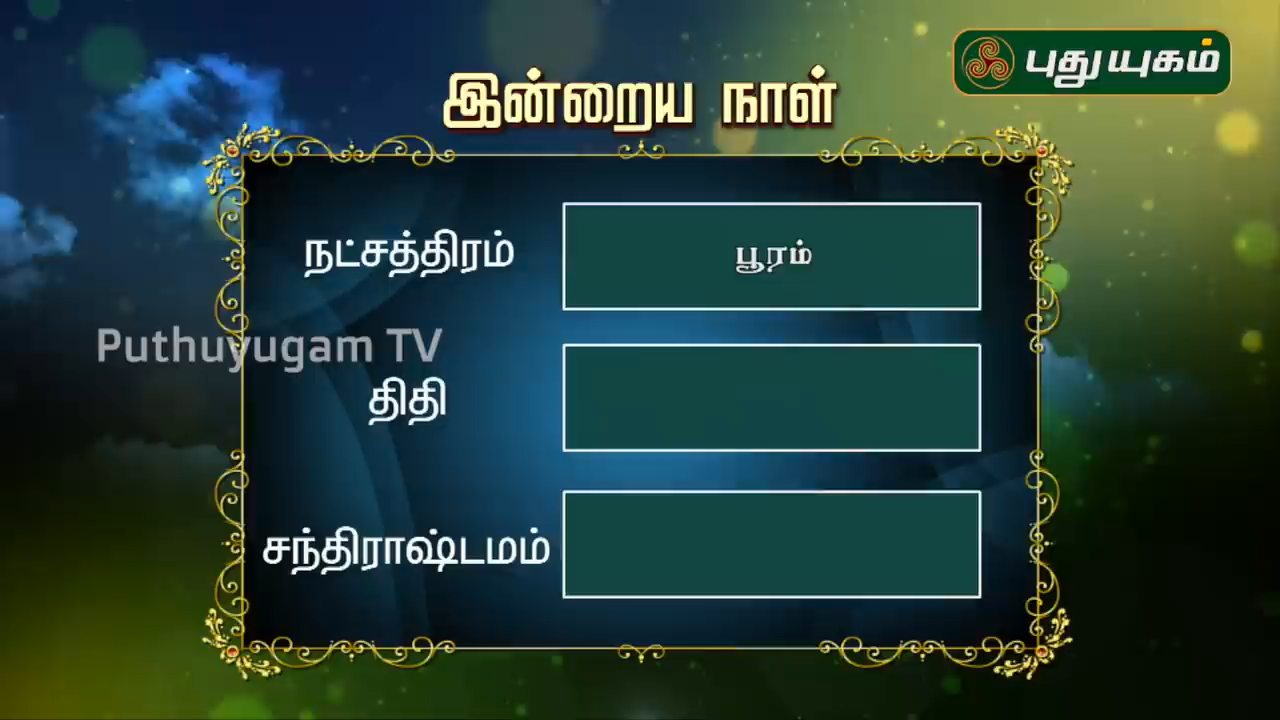 புதுயுகம்
இன்றைய நாள்
நட்சத்திரம்
பூரம்
Puthuyugam TV
திதி
சந்திராஷ்டமம்